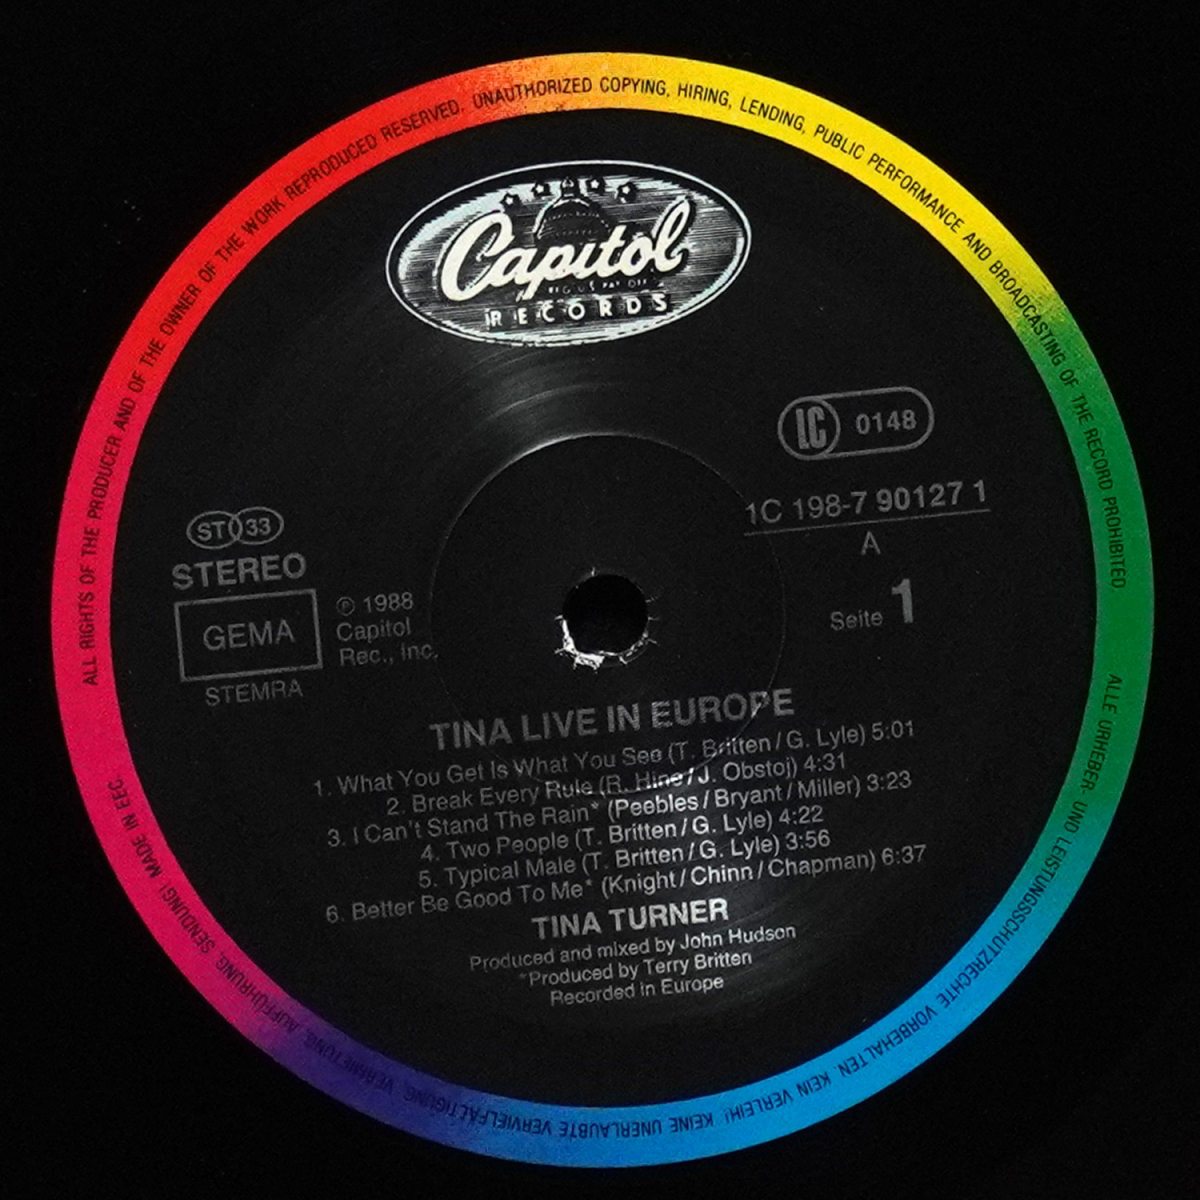 ALL RIGHTS OF THE PRODUCER AND OF THE OWNER OF THE WORK REPRODUCED RESERVED. UNAUTHORIZED COPYING, HIRING, LENDING, PUBLIC PERFORMANCE AND BROADCASTING OF THE RECORD PROHIBITED.
ALLE URHEBER- UND LEISTUNGSSCHUTZRECHTE VORBEHALTEN. KEIN VERLEIH! KEINE UNERLAUBTE VERVIELFÄLTIGUNG, VERMIETUNG, AUFFÜHRUNG, SENDUNG! MADE IN EEC.
Capitol
RECORDS
LC 0148
1C 198-7 90127 1
A
Seite 1
ST 33
STEREO
GEMA
STEMRA
℗ 1988
Capitol
Rec., Inc.
TINA LIVE IN EUROPE
1. What You Get Is What You See (T. Britten/G. Lyle) 5:01
2. Break Every Rule (R. Hine/J. Obstoj) 4:31
3. I Can't Stand The Rain* (Peebles/Bryant/Miller) 3:23
4. Two People (T. Britten/G. Lyle) 4:22
5. Typical Male (T. Britten/G. Lyle) 3:56
6. Better Be Good To Me* (Knight/Chinn/Chapman) 6:37
TINA TURNER
Produced and mixed by John Hudson
*Produced by Terry Britten
Recorded in Europe